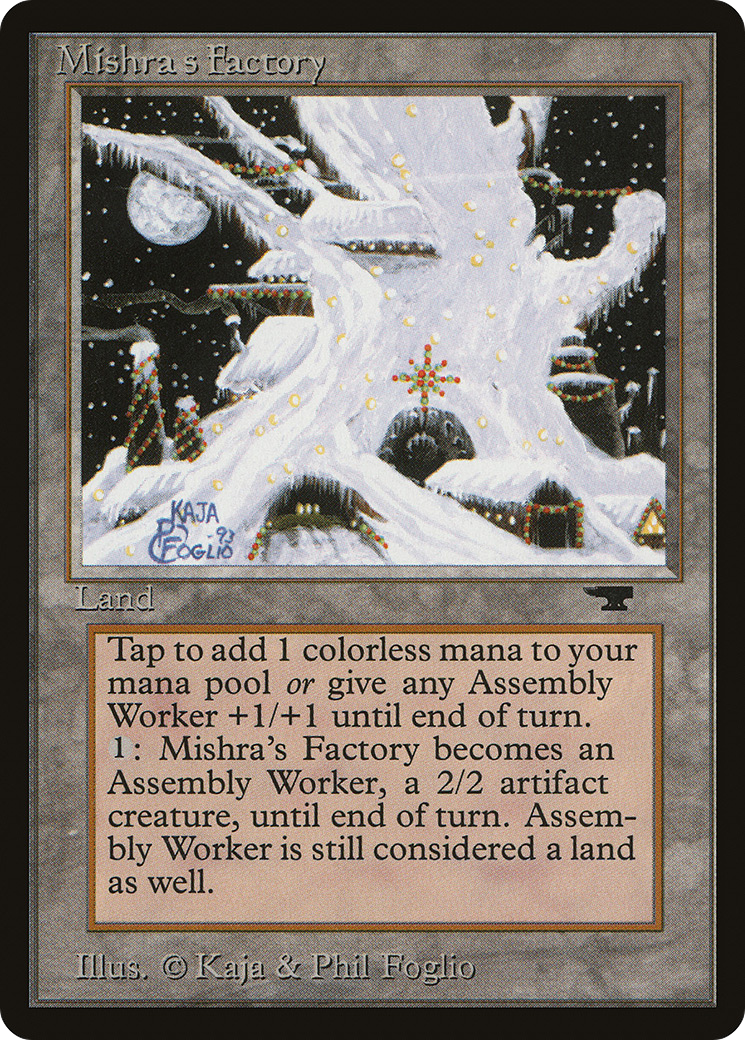 Mishra's Factory
KAJA
& P
FOGLIO -93
Land
Tap to add 1 colorless mana to your
mana pool or give any Assembly
Worker +1/+1 until end of turn.
1: Mishra's Factory becomes an
Assembly Worker, a 2/2 artifact
creature, until end of turn. Assem-
bly Worker is still considered a land
as well.
Illus. © Kaja & Phil Foglio